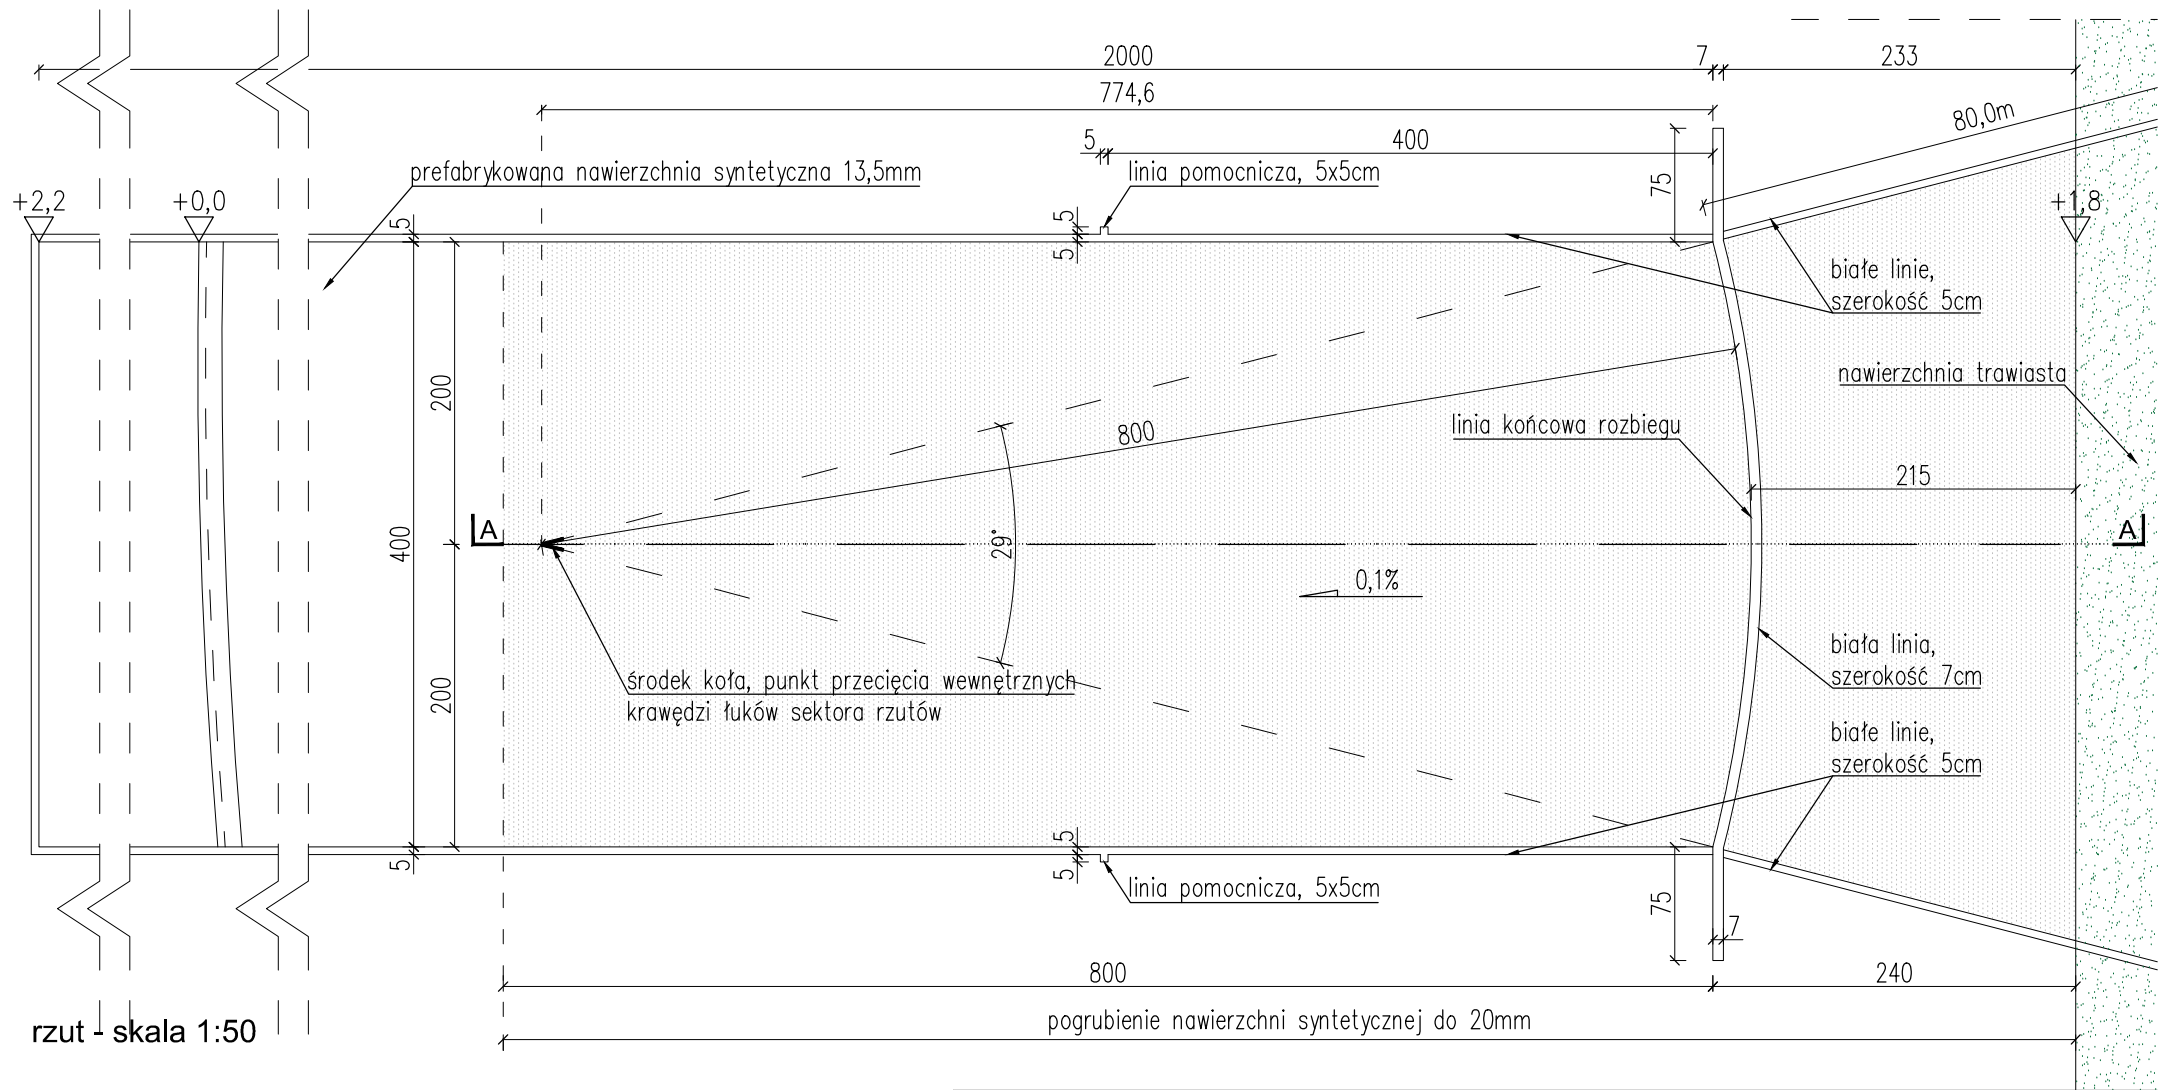 2000
7
233
774,6
80,0m
5
400
prefabrykowana nawierzchnia syntetyczna 13,5mm
linia pomocnicza, 5x5cm
75
+2,2
+0,0
+1,8
5
5
5
białe linie,
szerokość 5cm
nawierzchnia trawiasta
200
800
linia końcowa rozbiegu
215
A
A
400
29°
0,1%
środek koła, punkt przecięcia wewnętrznych
krawędzi łuków sektora rzutów
200
biała linia,
szerokość 7cm
białe linie,
szerokość 5cm
5
5
5
linia pomocnicza, 5x5cm
75
7
800
240
pogrubienie nawierzchni syntetycznej do 20mm
rzut - skala 1:50